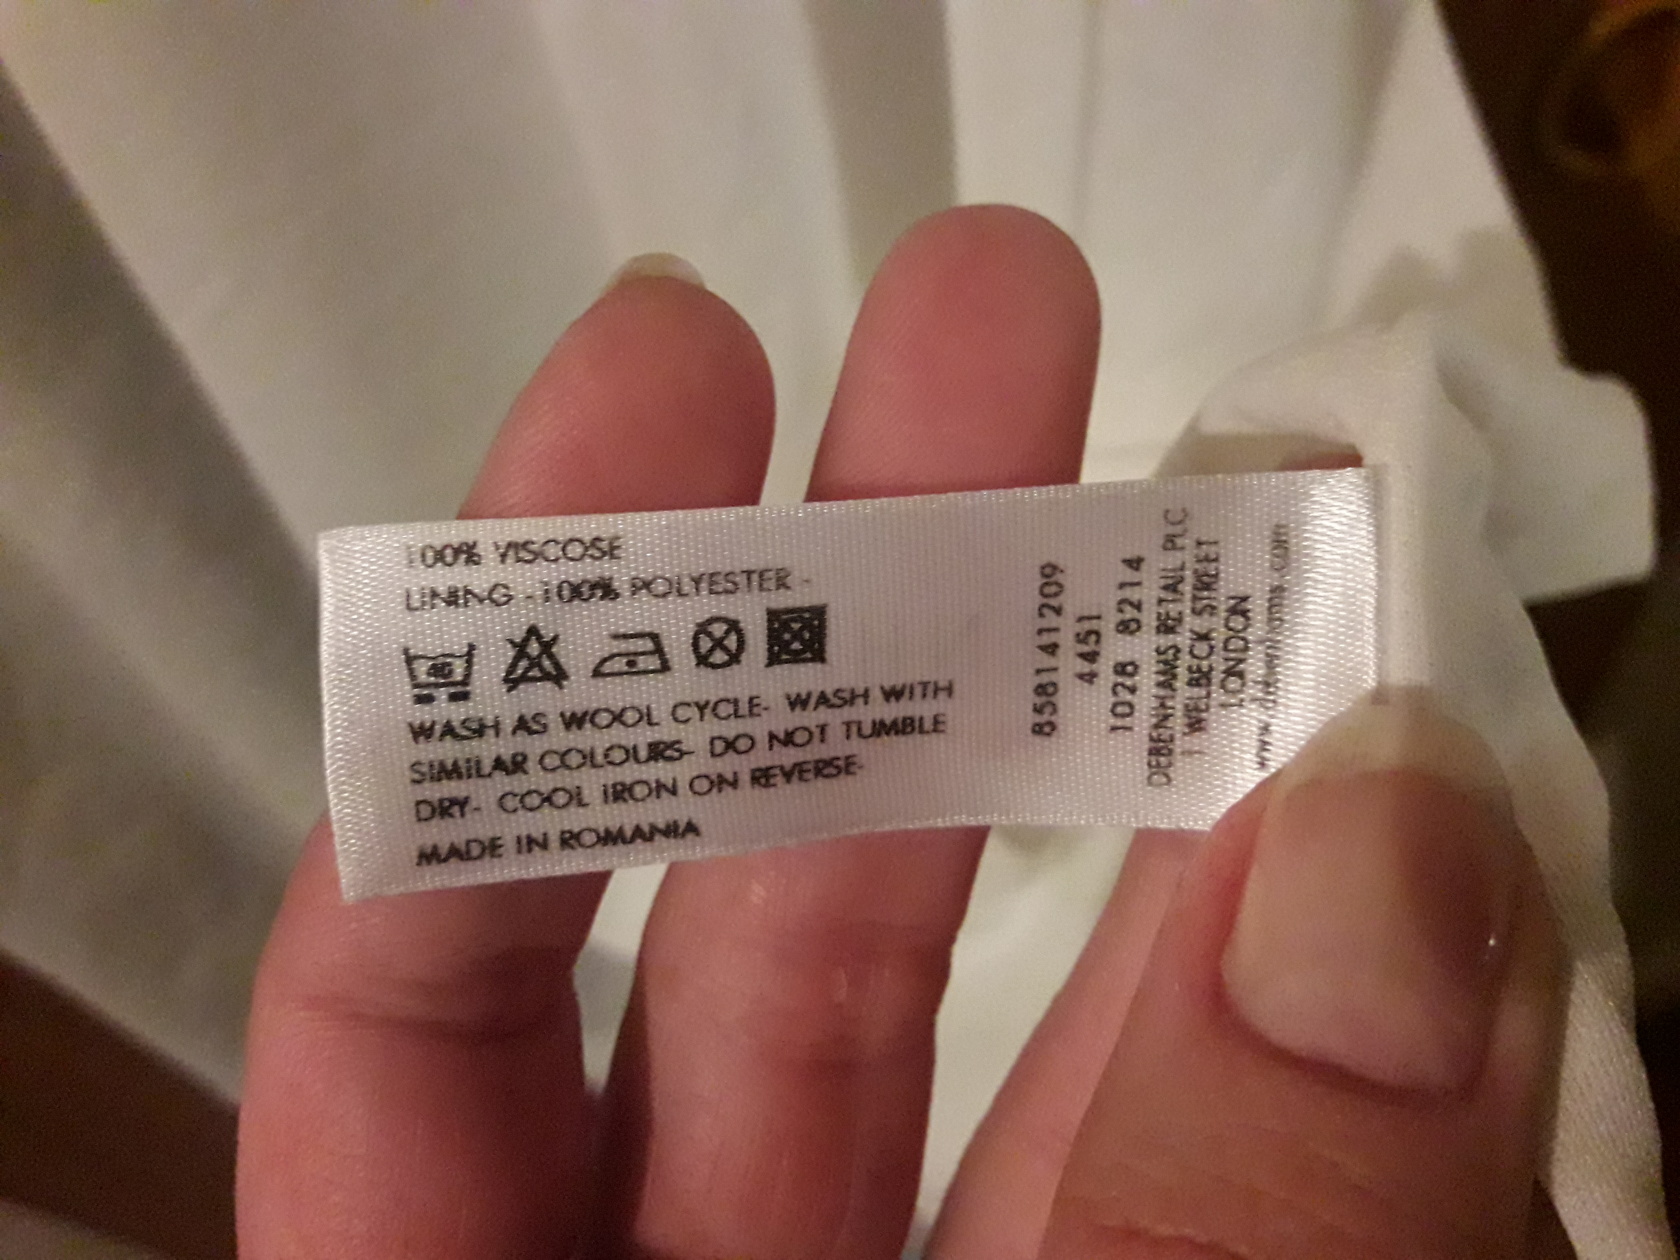 100% VISCOSE
LINING - 100% POLYESTER -
40
WASH AS WOOL CYCLE- WASH WITH
SIMILAR COLOURS- DO NOT TUMBLE
DRY- COOL IRON ON REVERSE-
MADE IN ROMANIA
858141209
4451
1028 8214
DEBENHAMS RETAIL PLC
1 WELBECK STREET
LONDON
www.debenhams.com